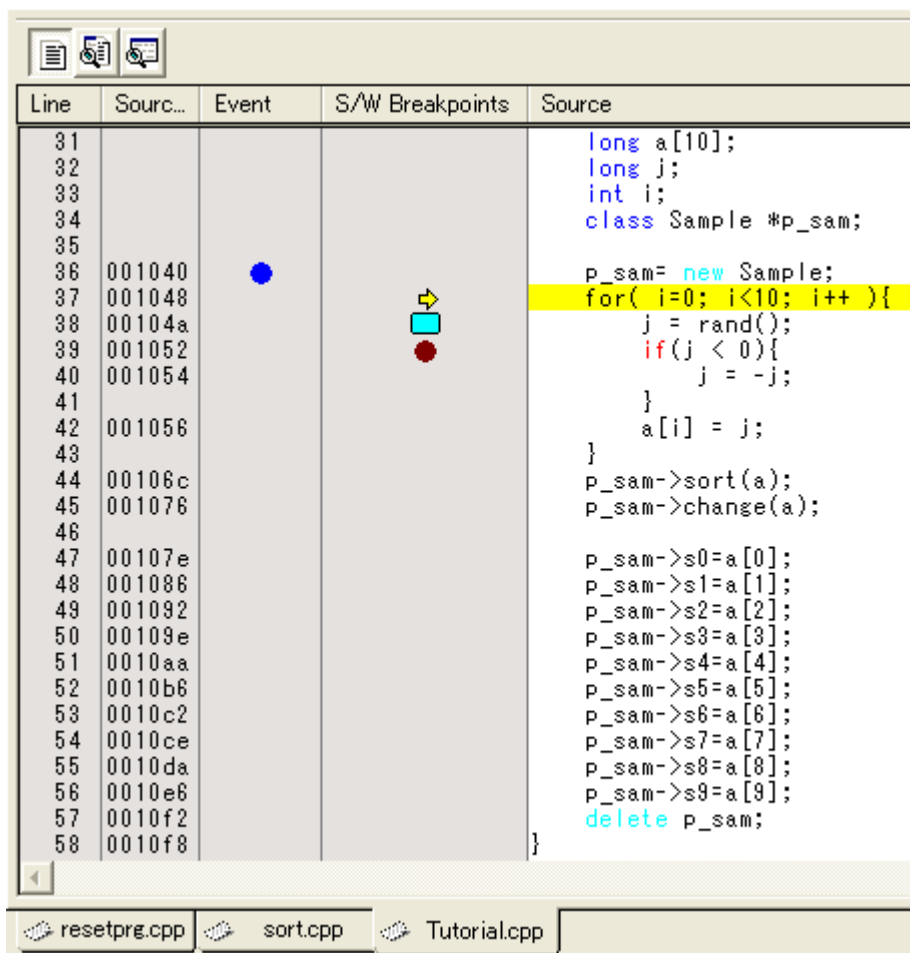 Line Sourc... Event S/W Breakpoints Source
31 long a[10];
32 long j;
33 int i;
34 class Sample *p_sam;
35
36 001040 p_sam= new Sample;
37 001048 for( i=0; i<10; i++ ){
38 00104a j = rand();
39 001052 if(j < 0){
40 001054 j = -j;
41 }
42 001056 a[i] = j;
43 }
44 00106c p_sam->sort(a);
45 001076 p_sam->change(a);
46
47 00107e p_sam->s0=a[0];
48 001086 p_sam->s1=a[1];
49 001092 p_sam->s2=a[2];
50 00109e p_sam->s3=a[3];
51 0010aa p_sam->s4=a[4];
52 0010b6 p_sam->s5=a[5];
53 0010c2 p_sam->s6=a[6];
54 0010ce p_sam->s7=a[7];
55 0010da p_sam->s8=a[8];
56 0010e6 p_sam->s9=a[9];
57 0010f2 delete p_sam;
58 0010f8 }
resetprg.cpp sort.cpp Tutorial.cpp